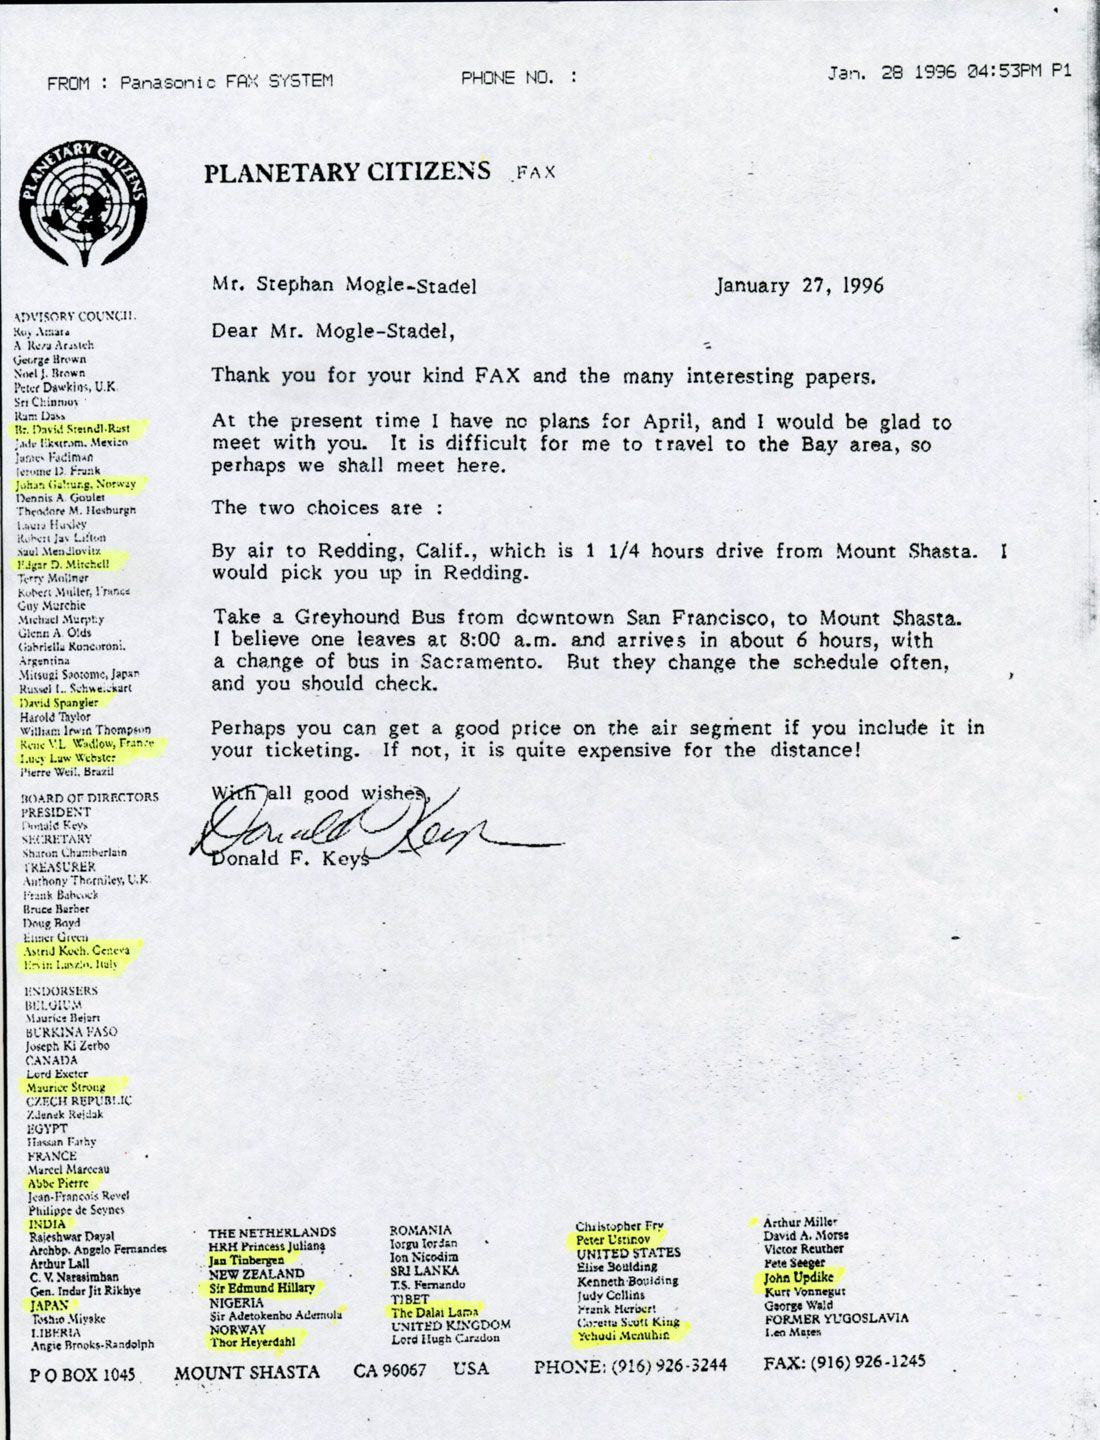 FROM : Panasonic FAX SYSTEM
PHONE NO. :
Jan. 28 1996 04:53PM P1
PLANETARY CITIZENS
PLANETARY CITIZENS FAX
Mr. Stephan Mogle-Stadel January 27, 1996
Dear Mr. Mogle-Stadel,
Thank you for your kind FAX and the many interesting papers.
At the present time I have no plans for April, and I would be glad to
meet with you. It is difficult for me to travel to the Bay area, so
perhaps we shall meet here.
The two choices are :
By air to Redding, Calif., which is 1 1/4 hours drive from Mount Shasta. I
would pick you up in Redding.
Take a Greyhound Bus from downtown San Francisco, to Mount Shasta.
I believe one leaves at 8:00 a.m. and arrives in about 6 hours, with
a change of bus in Sacramento. But they change the schedule often,
and you should check.
Perhaps you can get a good price on the air segment if you include it in
your ticketing. If not, it is quite expensive for the distance!
With all good wishes,
Donald Keys
Donald F. Keys
ADVISORY COUNCIL
Roy Amara
A. Reza Arasteh
George Brown
Noel J. Brown
Peter Dawkins, U.K.
Sri Chinmoy
Ram Dass
Br. David Steindl-Rast
Jade Ekstrom, Mexico
James Fadiman
Jerome D. Frank
Johan Galtung, Norway
Dennis A. Goulet
Theodore M. Hesburgh
Laura Huxley
Robert Jay Lifton
Saul Mendlovitz
Edgar D. Mitchell
Terry Mollner
Robert Muller, France
Guy Murchie
Michael Murphy
Glenn A. Olds
Gabriella Roncoroni,
Argentina
Mitsugi Saotome, Japan
Russel L. Schweickart
David Spangler
Harold Taylor
William Irwin Thompson
Rene V.L. Wadlow, France
Lucy Law Webster
Pierre Weil, Brazil
BOARD OF DIRECTORS
PRESIDENT
Donald Keys
SECRETARY
Sharon Chamberlain
TREASURER
Anthony Thorniley, U.K.
Frank Babcock
Bruce Barber
Doug Boyd
Elmer Green
Astrid Koch, Geneva
Ervin Laszlo, Italy
ENDORSERS
BELGIUM
Maurice Bejart
BURKINA FASO
Joseph Ki Zerbo
CANADA
Lord Exeter
Maurice Strong
CZECH REPUBLIC
Zdenek Rejdak
EGYPT
Hassan Fathy
FRANCE
Marcel Marceau
Abbe Pierre
Jean-Francois Revel
Philippe de Seynes
INDIA
Rajeshwar Dayal
Archbp. Angelo Fernandes
Arthur Lall
C. V. Narasimhan
Gen. Indar Jit Rikhye
JAPAN
Toshio Miyake
LIBERIA
Angie Brooks-Randolph
THE NETHERLANDS
HRH Princess Juliana
Jan Tinbergen
NEW ZEALAND
Sir Edmund Hillary
NIGERIA
Sir Adetokenbo Ademola
NORWAY
Thor Heyerdahl
ROMANIA
Iorgu Iordan
Ion Nicodim
SRI LANKA
T.S. Fernando
TIBET
The Dalai Lama
UNITED KINGDOM
Lord Hugh Caradon
Christopher Fry
Peter Ustinov
UNITED STATES
Elise Boulding
Kenneth Boulding
Judy Collins
Frank Herbert
Coretta Scott King
Yehudi Menuhin
Arthur Miller
David A. Morse
Victor Reuther
Pete Seeger
John Updike
Kurt Vonnegut
George Wald
FORMER YUGOSLAVIA
Leo Mates
P O BOX 1045 MOUNT SHASTA CA 96067 USA PHONE: (916) 926-3244 FAX: (916) 926-1245